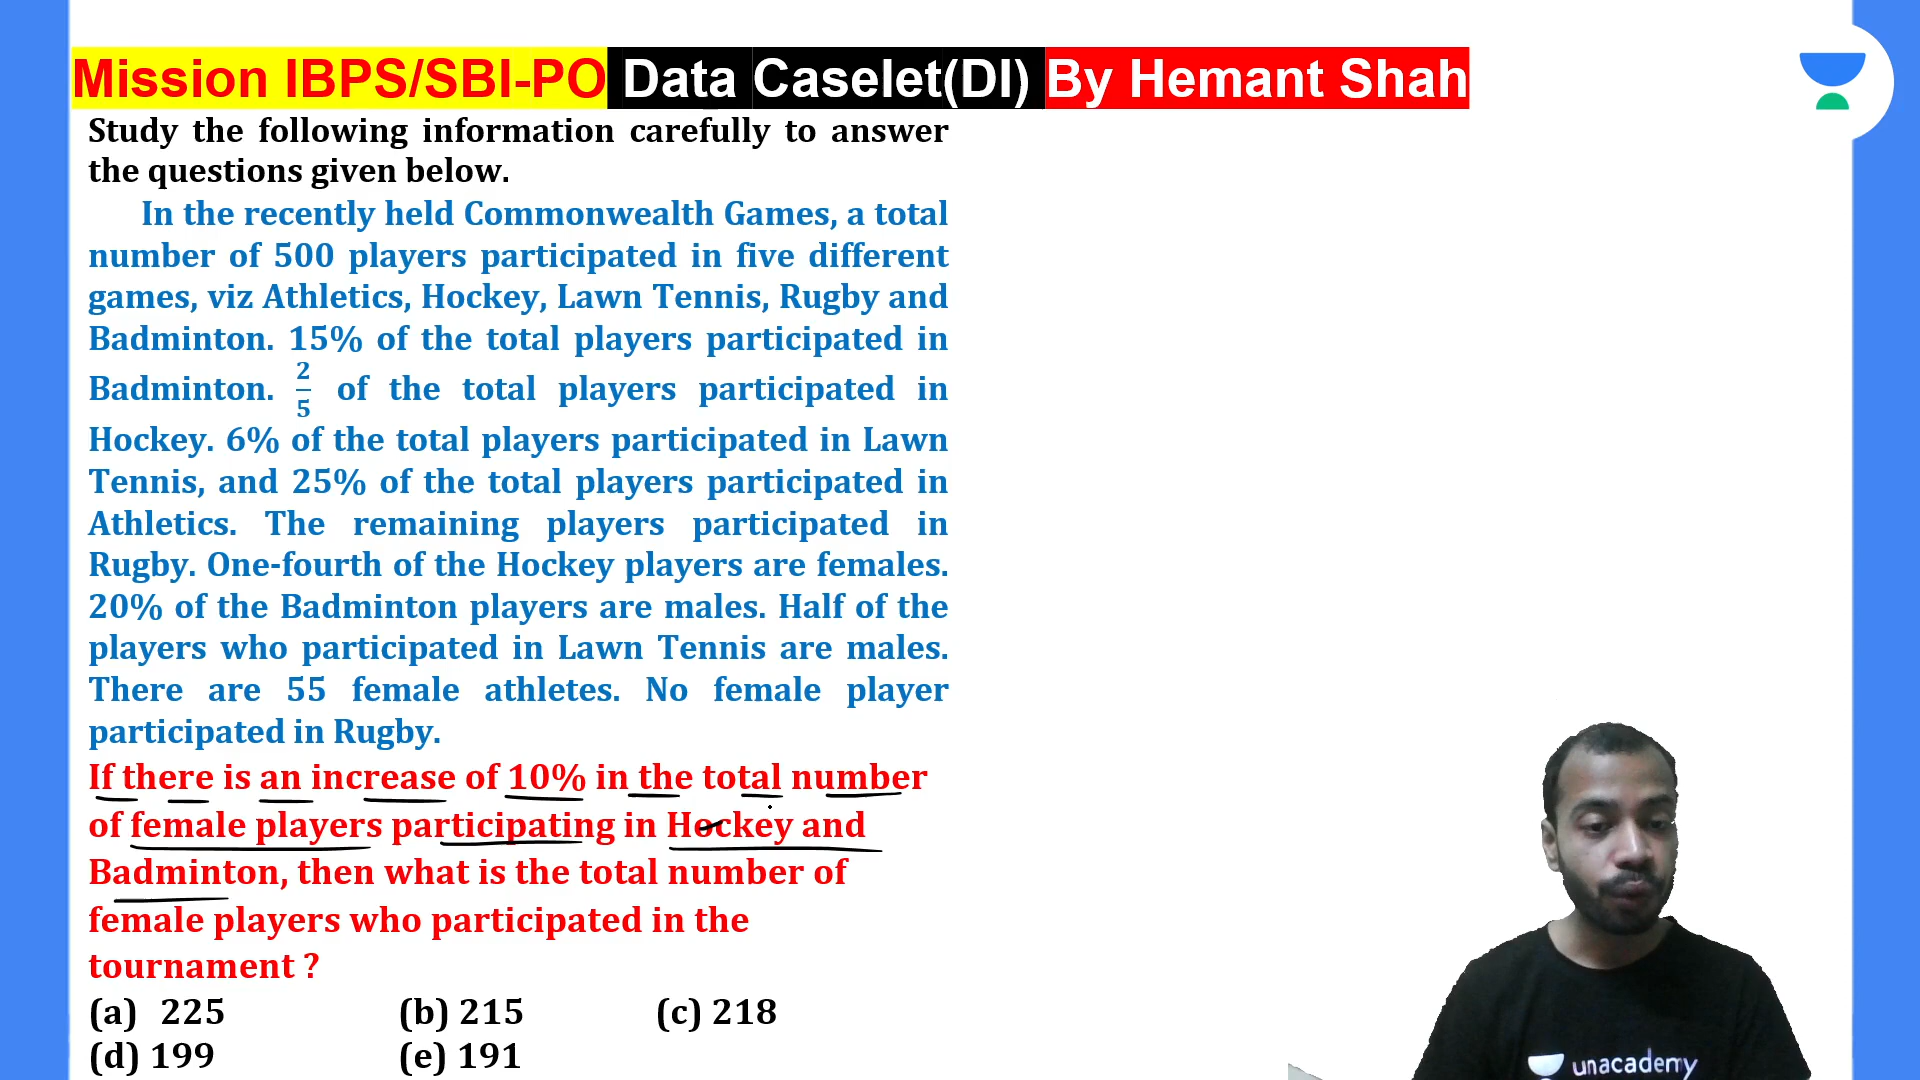 Mission IBPS/SBI-PO Data Caselet(DI) By Hemant Shah
Study the following information carefully to answer
the questions given below.
In the recently held Commonwealth Games, a total
number of 500 players participated in five different
games, viz Athletics, Hockey, Lawn Tennis, Rugby and
Badminton. 15% of the total players participated in
Badminton. 2/5 of the total players participated in
Hockey. 6% of the total players participated in Lawn
Tennis, and 25% of the total players participated in
Athletics. The remaining players participated in
Rugby. One-fourth of the Hockey players are females.
20% of the Badminton players are males. Half of the
players who participated in Lawn Tennis are males.
There are 55 female athletes. No female player
participated in Rugby.
If there is an increase of 10% in the total number
of female players participating in Hockey and
Badminton, then what is the total number of
female players who participated in the
tournament ?
(a) 225 (b) 215 (c) 218
(d) 199 (e) 191
unacademy